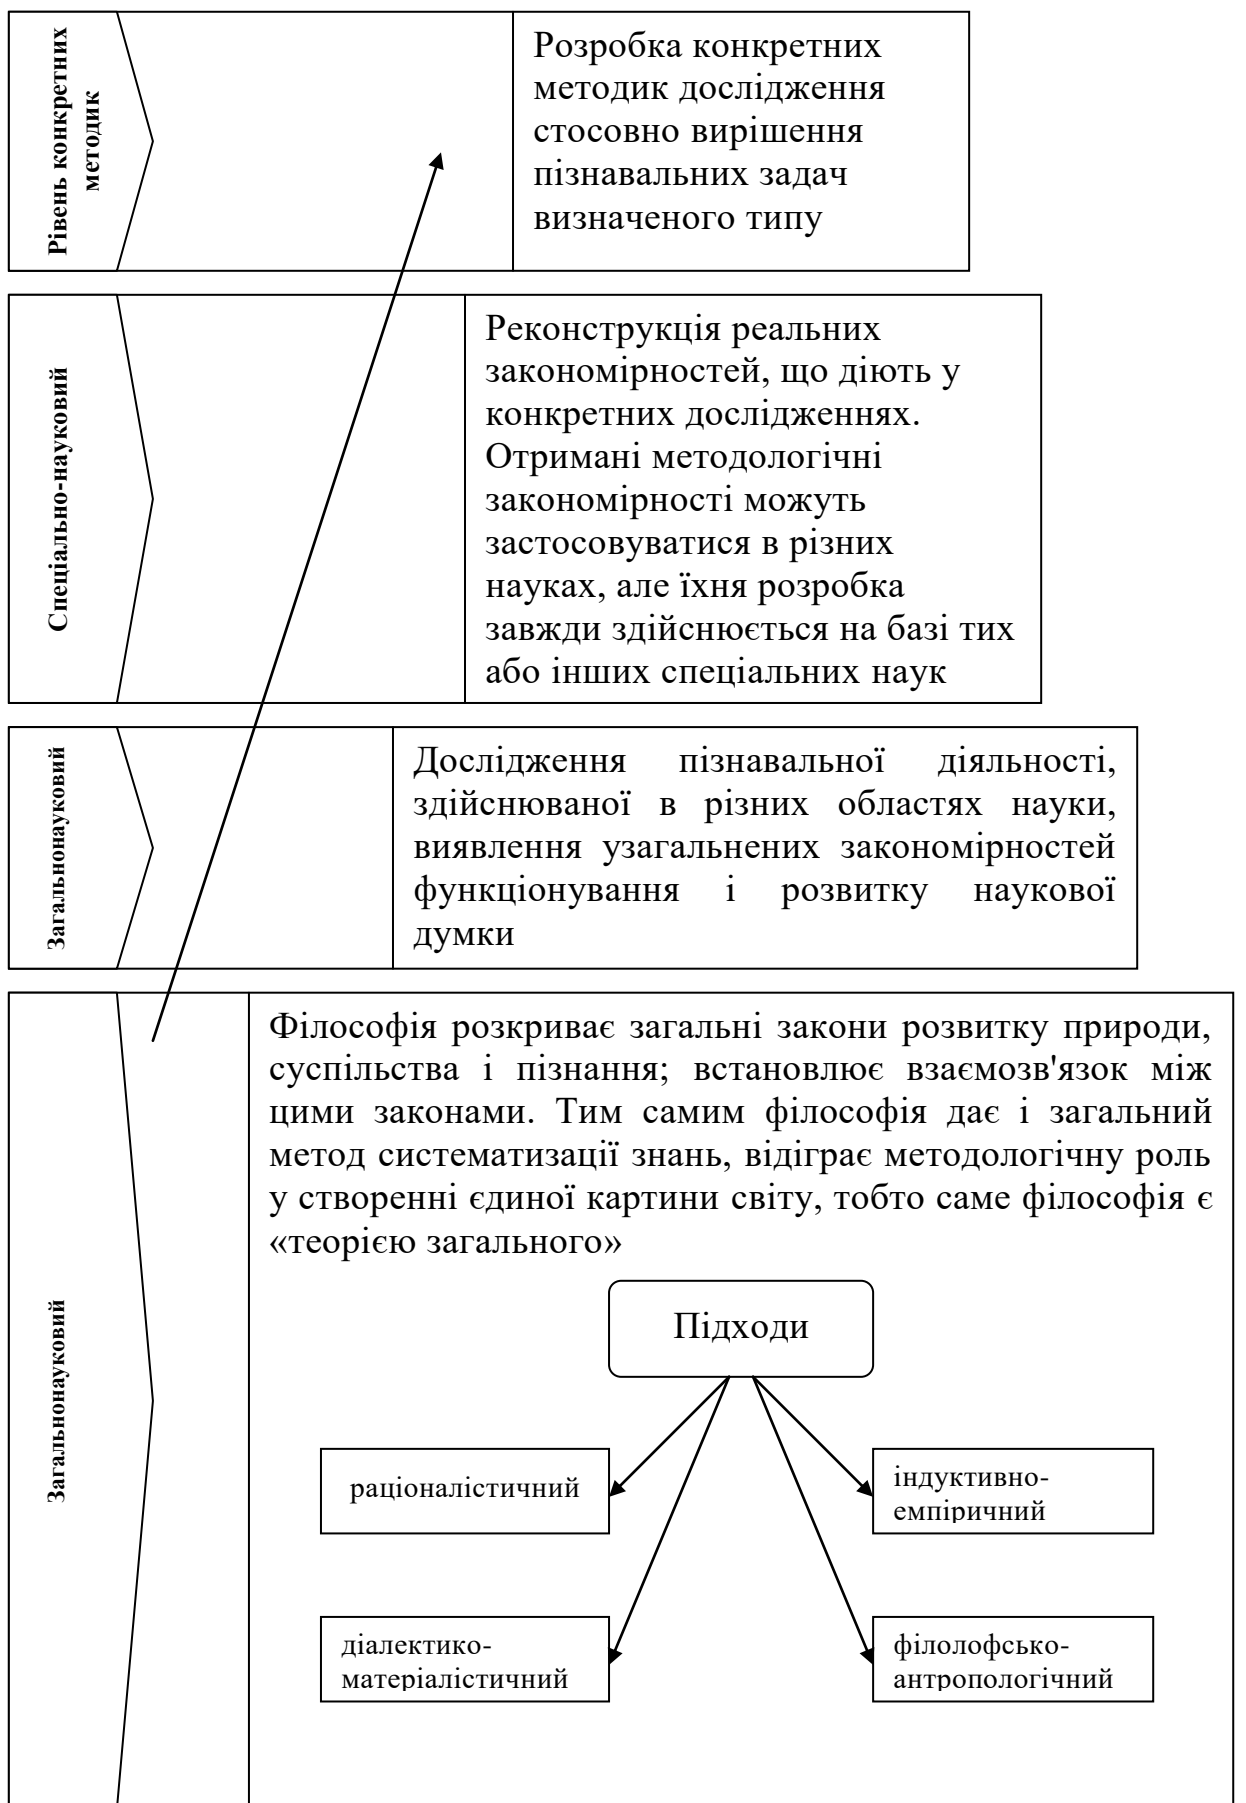 Рівень конкретних
методик
Розробка конкретних
методик дослідження
стосовно вирішення
пізнавальних задач
визначеного типу
Спеціально-науковий
Реконструкція реальних
закономірностей, що діють у
конкретних дослідженнях.
Отримані методологічні
закономірності можуть
застосовуватися в різних
науках, але їхня розробка
завжди здійснюється на базі тих
або інших спеціальних наук
Загальнонауковий
Дослідження пізнавальної діяльності,
здійснюваної в різних областях науки,
виявлення узагальнених закономірностей
функціонування і розвитку наукової
думки
Загальнонауковий
Філософія розкриває загальні закони розвитку природи,
суспільства і пізнання; встановлює взаємозв'язок між
цими законами. Тим самим філософія дає і загальний
метод систематизації знань, відіграє методологічну роль
у створенні єдиної картини світу, тобто саме філософія є
«теорією загального»
Підходи
раціоналістичний
індуктивно-
емпіричний
діалектико-
матеріалістичний
філолофсько-
антропологічний